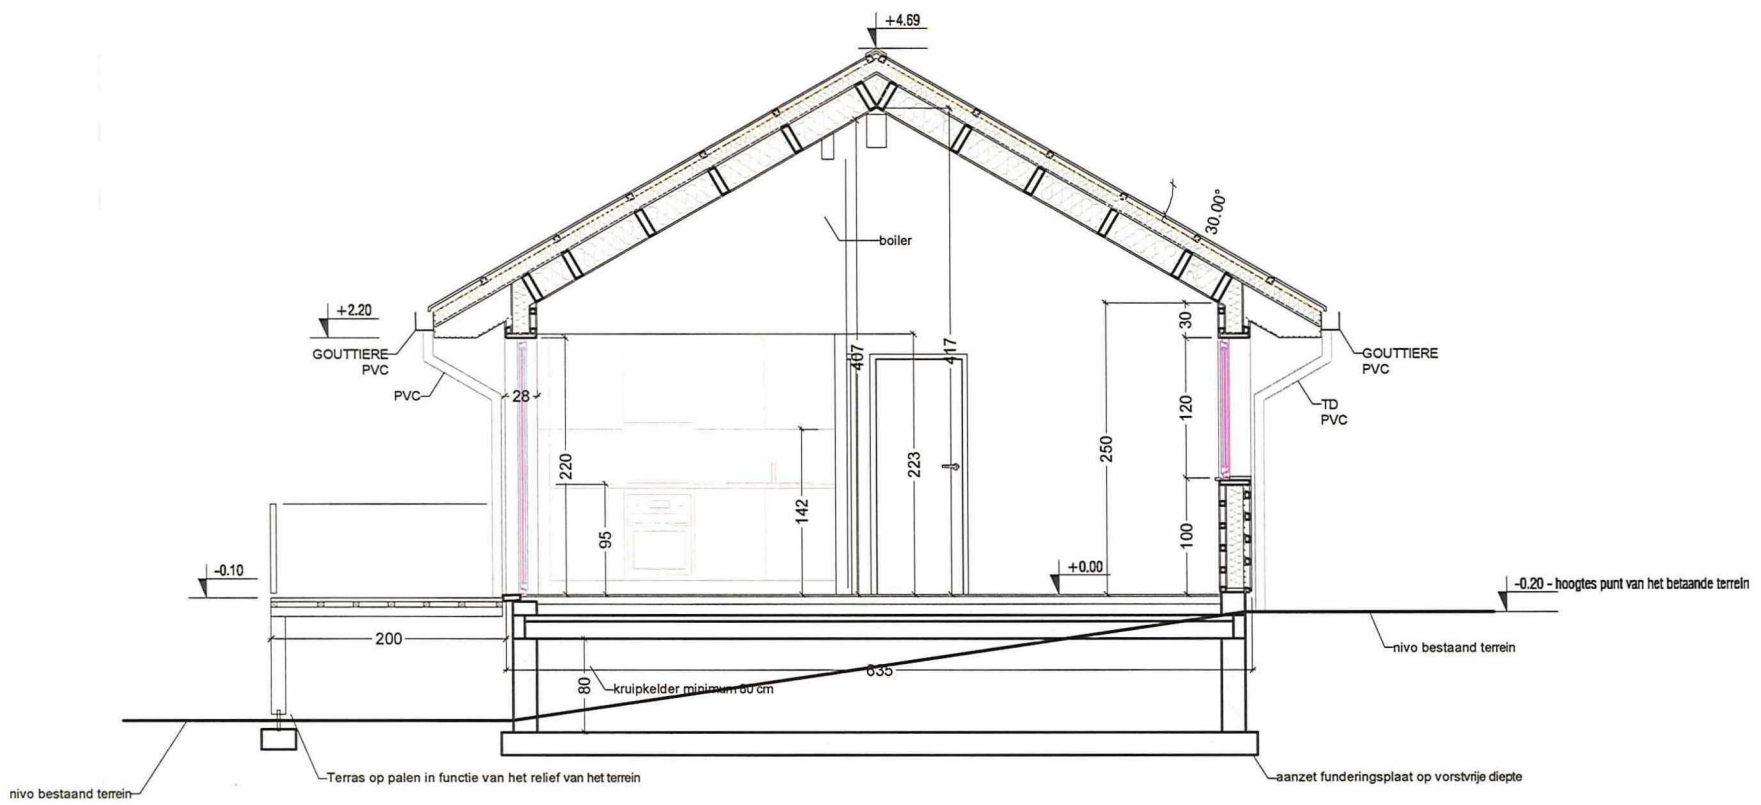 +4.69
30.00°
boiler
+2.20
GOUTTIERE
PVC
PVC
28
220
407
417
223
142
95
250
30
120
100
GOUTTIERE
PVC
TD
PVC
-0.10
+0.00
-0.20 - hoogtes punt van het betaande terrein
200
635
nivo bestaand terrein
80
kruipkelder minimum 80 cm
Terras op palen in functie van het relief van het terrein
aanzet funderingsplaat op vorstvrije diepte
nivo bestaand terrein